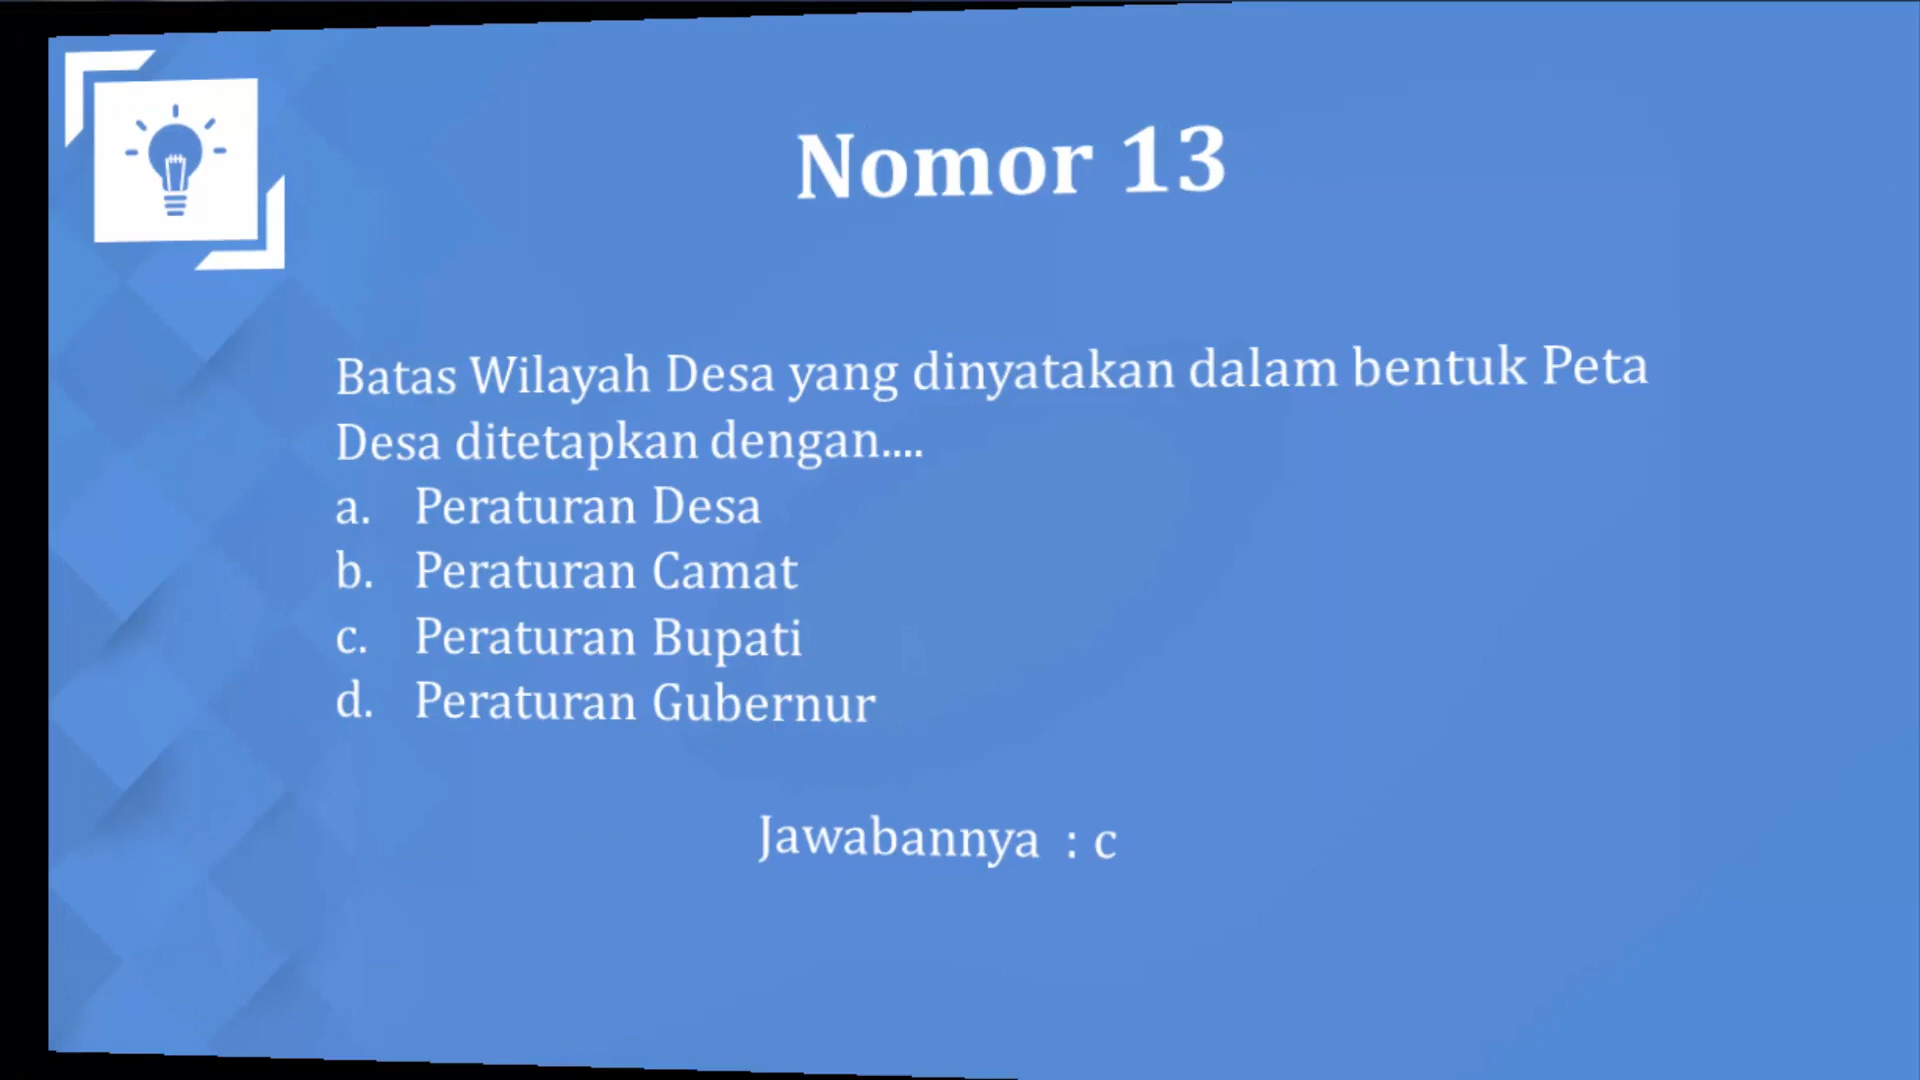 Nomor 13
Batas Wilayah Desa yang dinyatakan dalam bentuk Peta
Desa ditetapkan dengan....
a. Peraturan Desa
b. Peraturan Camat
c. Peraturan Bupati
d. Peraturan Gubernur
Jawabannya : c